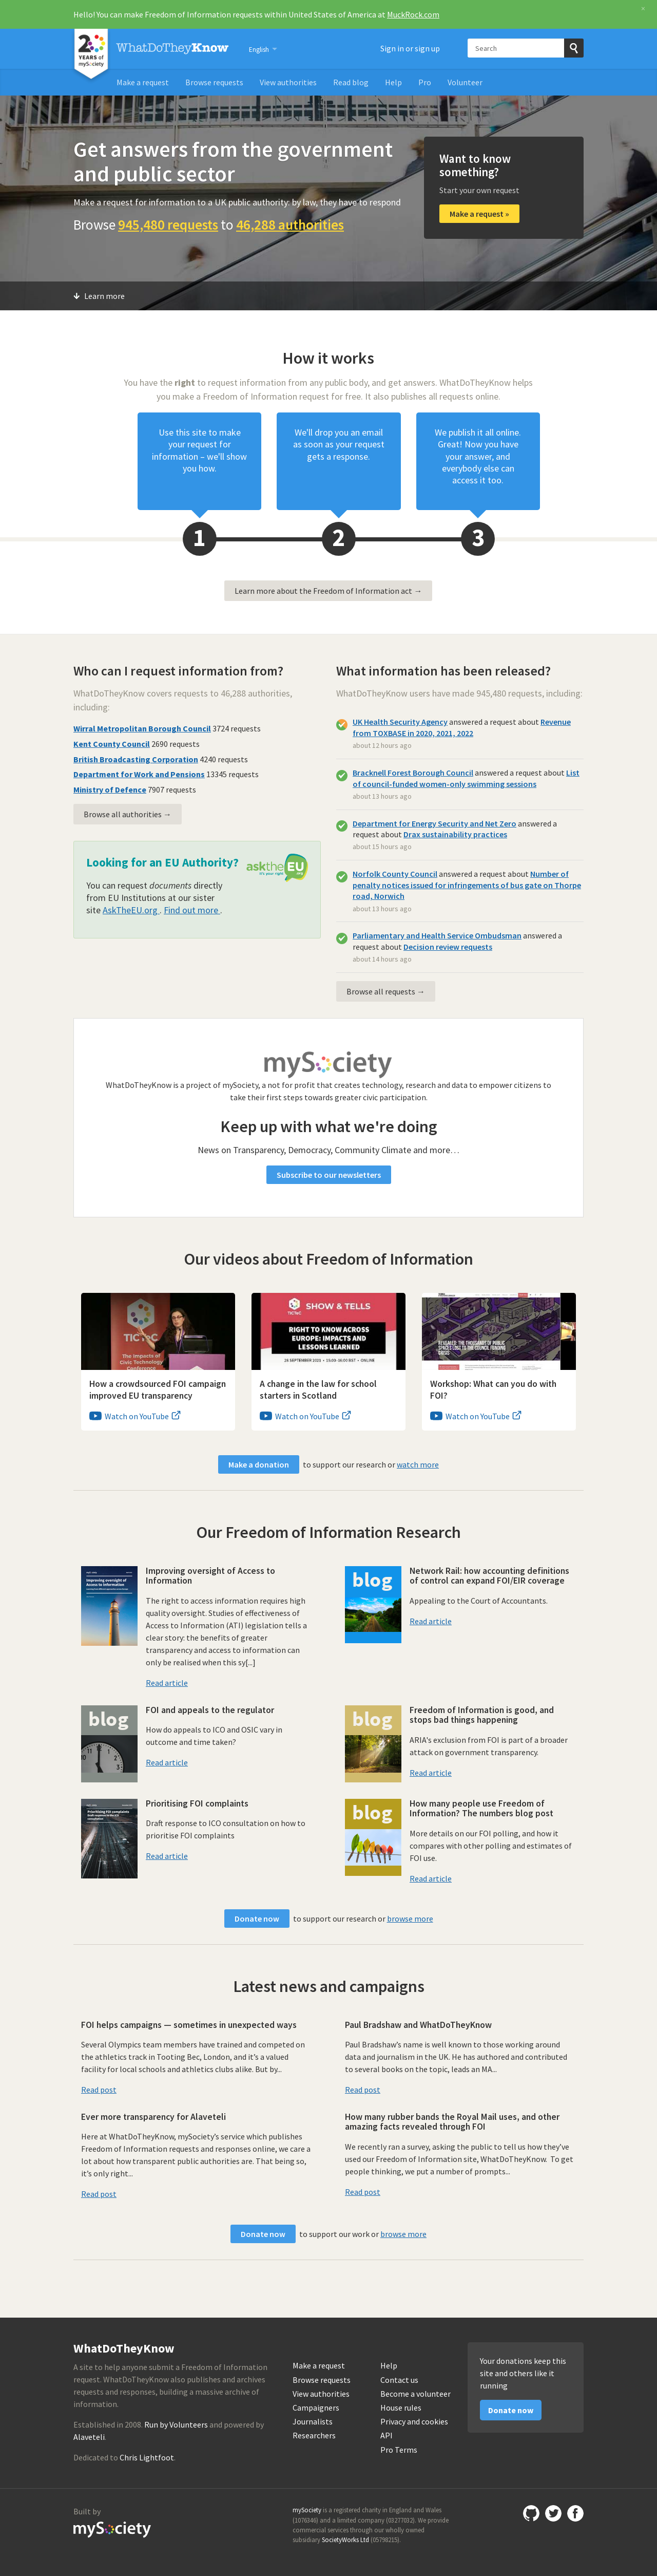 Hello! You can make Freedom of Information requests within United States of America at MuckRock.com
×
20
YEARS of
mySociety
WhatDoTheyKnow
English
Sign in or sign up
Search
Make a request
Browse requests
View authorities
Read blog
Help
Pro
Volunteer
Get answers from the government
and public sector
Make a request for information to a UK public authority: by law, they have to respond
Browse 945,480 requests to 46,288 authorities
Want to know
something?
Start your own request
Make a request »
Learn more
How it works
You have the right to request information from any public body, and get answers. WhatDoTheyKnow helps
you make a Freedom of Information request for free. It also publishes all requests online.
Use this site to make
your request for
information – we'll show
you how.
We'll drop you an email
as soon as your request
gets a response.
We publish it all online.
Great! Now you have
your answer, and
everybody else can
access it too.
1
2
3
Learn more about the Freedom of Information act →
Who can I request information from?
WhatDoTheyKnow covers requests to 46,288 authorities,
including:
Wirral Metropolitan Borough Council 3724 requests
Kent County Council 2690 requests
British Broadcasting Corporation 4240 requests
Department for Work and Pensions 13345 requests
Ministry of Defence 7907 requests
Browse all authorities →
Looking for an EU Authority?
asktheEU
it's your right
You can request documents directly
from EU Institutions at our sister
site AskTheEU.org . Find out more .
What information has been released?
WhatDoTheyKnow users have made 945,480 requests, including:
UK Health Security Agency answered a request about Revenue
from TOXBASE in 2020, 2021, 2022
about 12 hours ago
Bracknell Forest Borough Council answered a request about List
of council-funded women-only swimming sessions
about 13 hours ago
Department for Energy Security and Net Zero answered a
request about Drax sustainability practices
about 15 hours ago
Norfolk County Council answered a request about Number of
penalty notices issued for infringements of bus gate on Thorpe
road, Norwich
about 13 hours ago
Parliamentary and Health Service Ombudsman answered a
request about Decision review requests
about 14 hours ago
Browse all requests →
mySociety
WhatDoTheyKnow is a project of mySociety, a not for profit that creates technology, research and data to empower citizens to
take their first steps towards greater civic participation.
Keep up with what we're doing
News on Transparency, Democracy, Community Climate and more…
Subscribe to our newsletters
Our videos about Freedom of Information
TICTeC
The Impacts of
Civic Technology
How a crowdsourced FOI campaign
improved EU transparency
Watch on YouTube
TICTeC
SHOW & TELLS
RIGHT TO KNOW ACROSS
EUROPE: IMPACTS AND
LESSONS LEARNED
A change in the law for school
starters in Scotland
Watch on YouTube
REVEALED: THE THOUSANDS OF
PUBLIC SPACES LOST TO THE COUNCIL FUNDING
CRISIS
Workshop: What can you do with
FOI?
Watch on YouTube
Make a donation to support our research or watch more
Our Freedom of Information Research
Improving oversight of Access to
Information
The right to access information requires high
quality oversight. Studies of effectiveness of
Access to Information (ATI) legislation tells a
clear story: the benefits of greater
transparency and access to information can
only be realised when this sy[...]
Read article
blog
Network Rail: how accounting definitions
of control can expand FOI/EIR coverage
Appealing to the Court of Accountants.
Read article
blog
FOI and appeals to the regulator
How do appeals to ICO and OSIC vary in
outcome and time taken?
Read article
blog
Freedom of Information is good, and
stops bad things happening
ARIA's exclusion from FOI is part of a broader
attack on government transparency.
Read article
Prioritising FOI complaints
Draft response to ICO consultation on how to
prioritise FOI complaints
Read article
blog
How many people use Freedom of
Information? The numbers blog post
More details on our FOI polling, and how it
compares with other polling and estimates of
FOI use.
Read article
Donate now to support our research or browse more
Latest news and campaigns
FOI helps campaigns — sometimes in unexpected ways
Several Olympics team members have trained and competed on
the athletics track in Tooting Bec, London, and it's a valued
facility for local schools and athletics clubs alike. But by...
Read post
Paul Bradshaw and WhatDoTheyKnow
Paul Bradshaw's name is well known to those working around
data and journalism in the UK. He has authored and contributed
to several books on the topic, leads an MA...
Read post
Ever more transparency for Alaveteli
Here at WhatDoTheyKnow, mySociety's service which publishes
Freedom of Information requests and responses online, we care a
lot about how transparent public authorities are. That being so,
it's only right...
Read post
How many rubber bands the Royal Mail uses, and other
amazing facts revealed through FOI
We recently ran a survey, asking the public to tell us how they've
used our Freedom of Information site, WhatDoTheyKnow. To get
people thinking, we put a number of prompts...
Read post
Donate now to support our work or browse more
WhatDoTheyKnow
A site to help anyone submit a Freedom of Information
request. WhatDoTheyKnow also publishes and archives
requests and responses, building a massive archive of
information.
Established in 2008. Run by Volunteers and powered by
Alaveteli.
Dedicated to Chris Lightfoot.
Make a request
Browse requests
View authorities
Campaigners
Journalists
Researchers
Help
Contact us
Become a volunteer
House rules
Privacy and cookies
API
Pro Terms
Your donations keep this
site and others like it
running
Donate now
Built by
mySociety
mySociety is a registered charity in England and Wales
(1076346) and a limited company (03277032). We provide
commercial services through our wholly owned
subsidiary SocietyWorks Ltd (05798215).